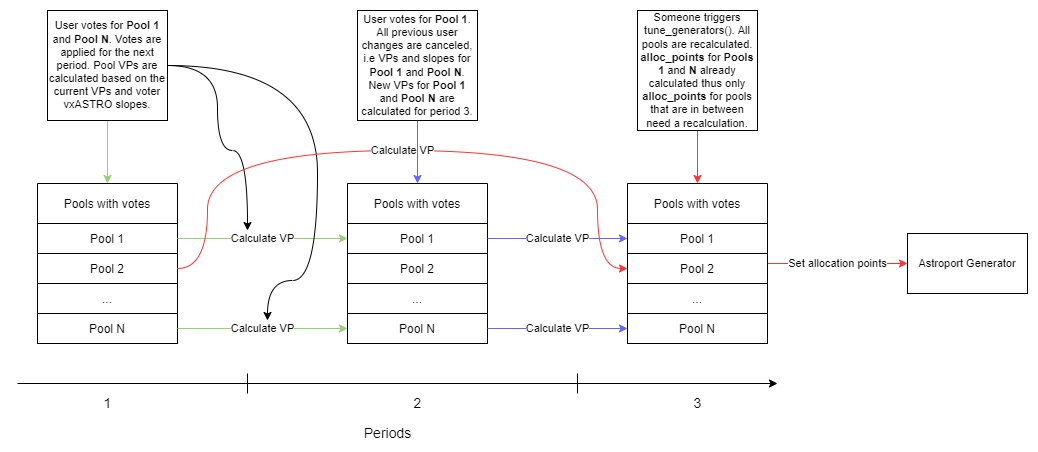 User votes for Pool 1
and Pool N. Votes are
applied for the next
period. Pool VPs are
calculated based on the
current VPs and voter
vxASTRO slopes.
User votes for Pool 1.
All previous user
changes are canceled,
i.e VPs and slopes for
Pool 1 and Pool N.
New VPs for Pool 1
and Pool N are
calculated for period 3.
Someone triggers
tune_generators(). All
pools are recalculated.
alloc_points for Pools
1 and N already
calculated thus only
alloc_points for pools
that are in between
need a recalculation.
Calculate VP
Pools with votes
Pool 1
Pool 2
...
Pool N
Calculate VP
Calculate VP
Pools with votes
Pool 1
Pool 2
...
Pool N
Calculate VP
Calculate VP
Pools with votes
Pool 1
Pool 2
...
Pool N
Set allocation points
Astroport Generator
1
2
3
Periods